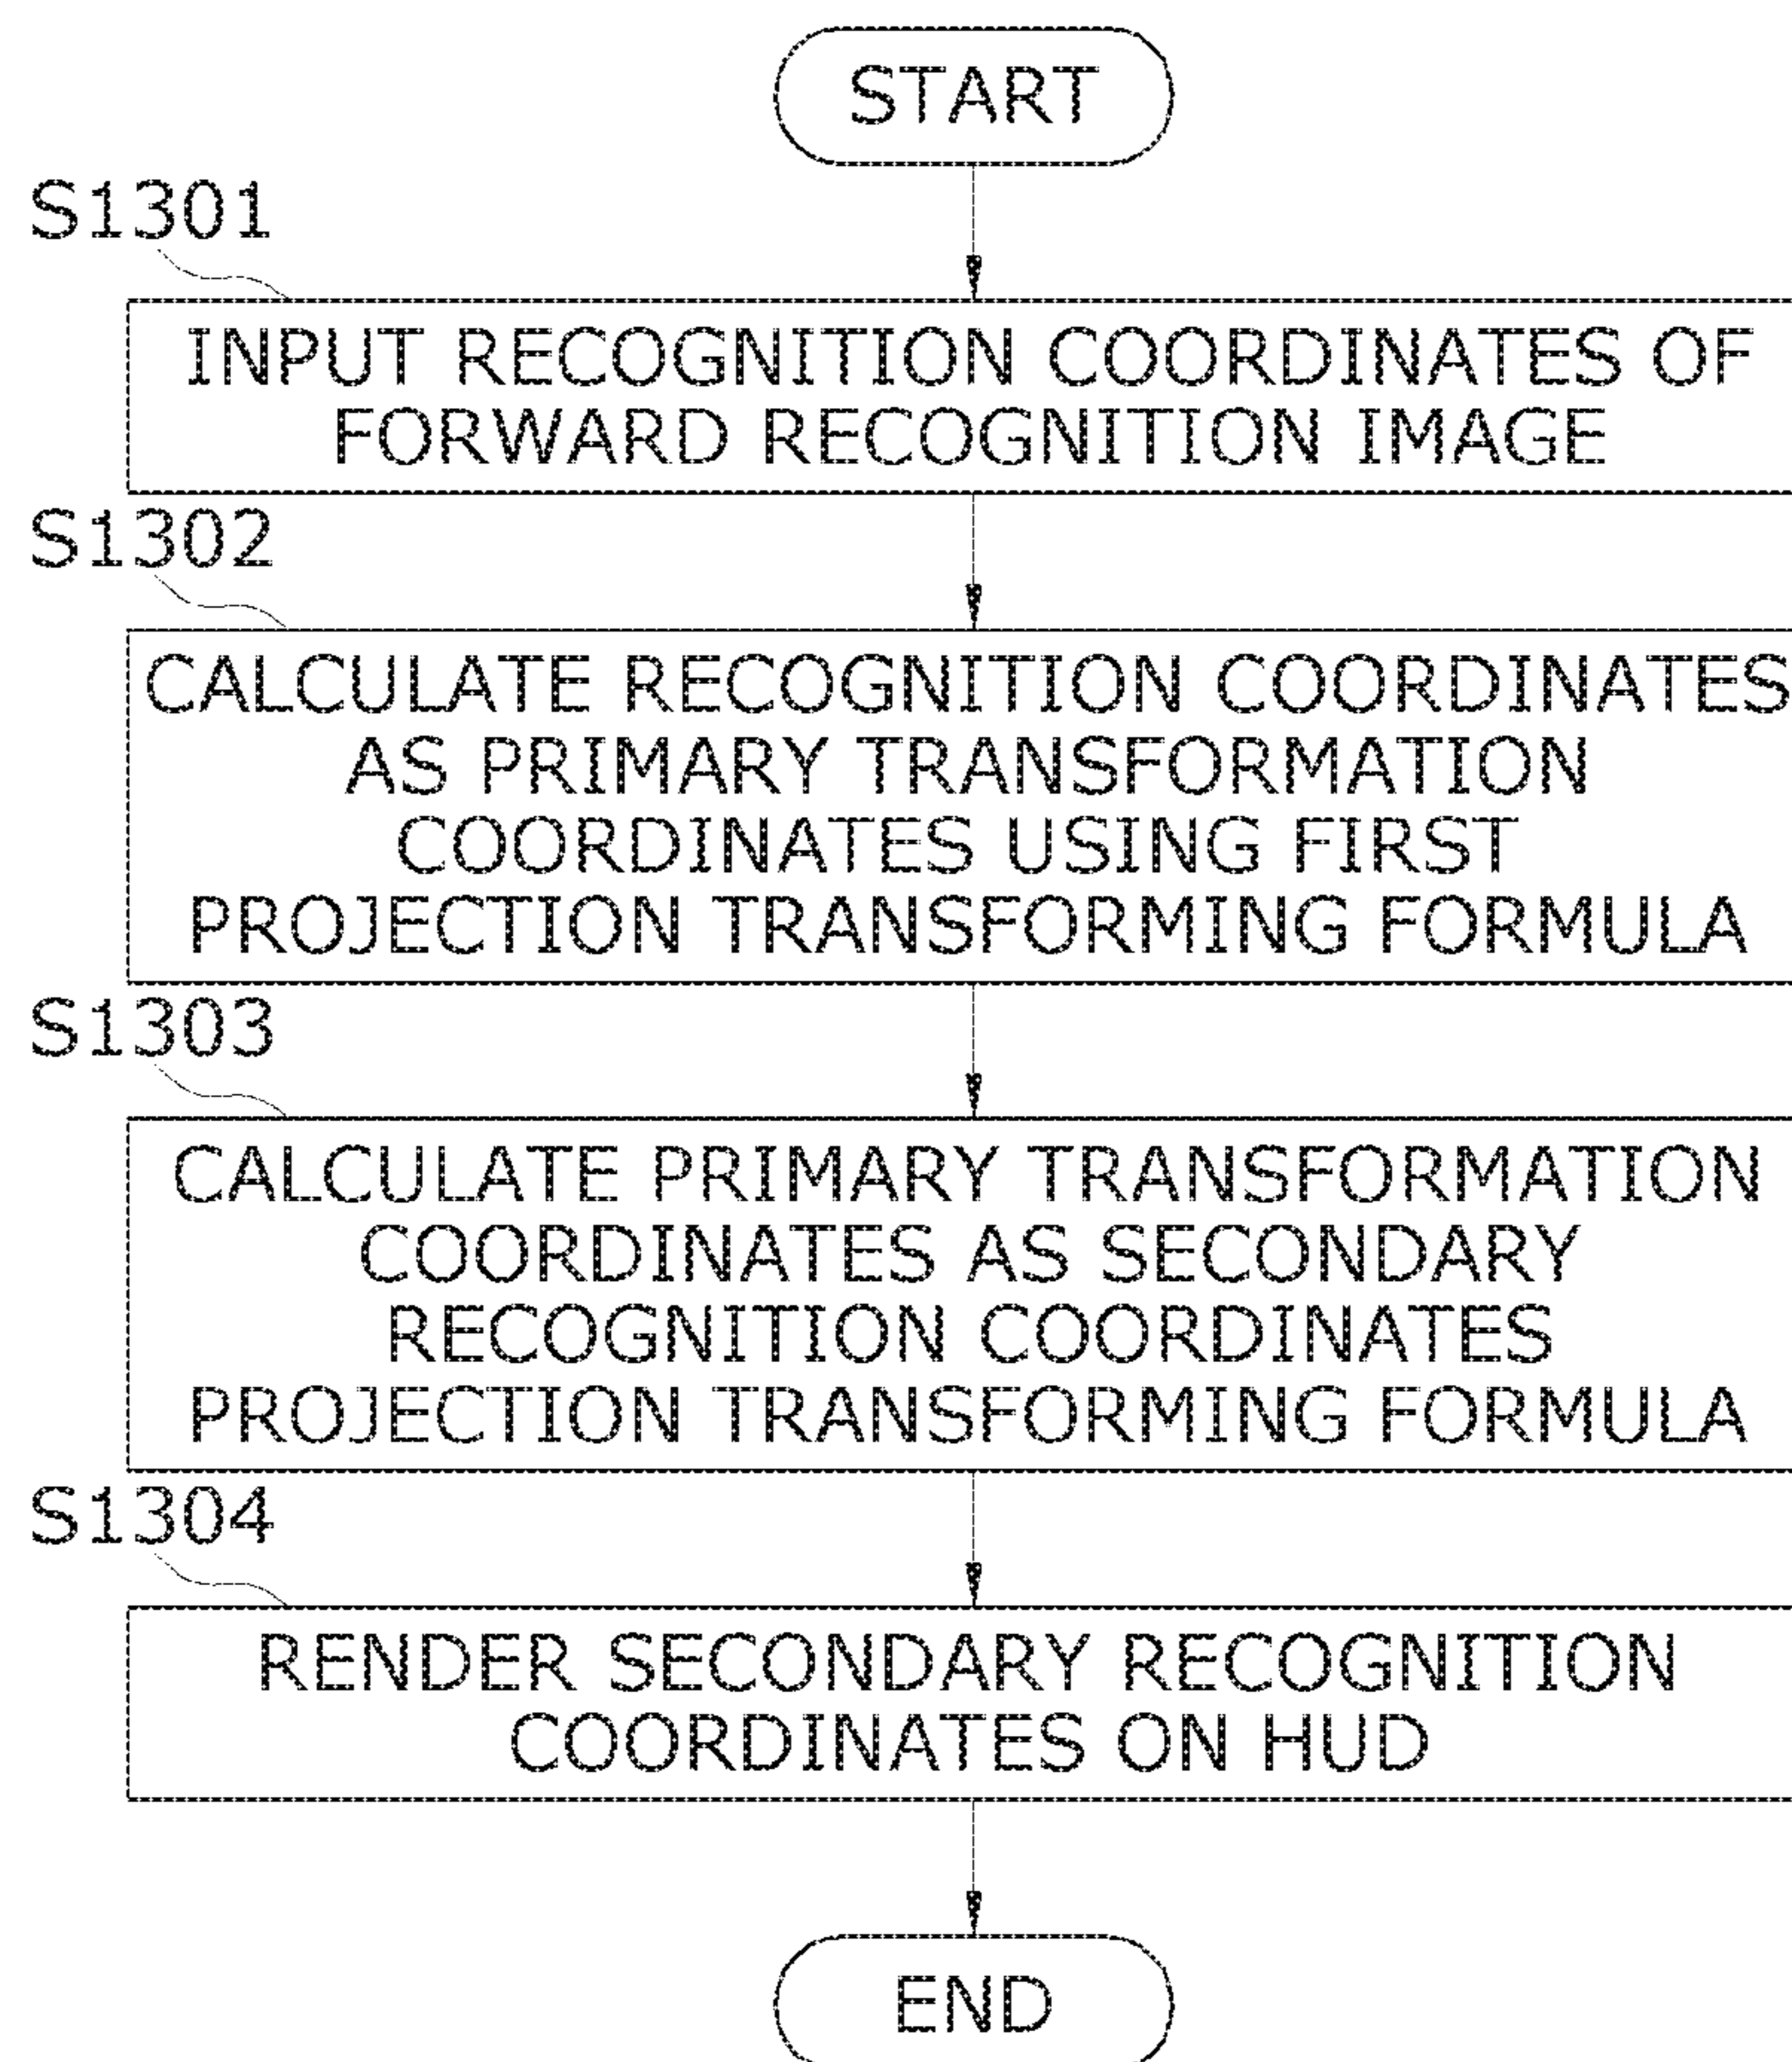 START
S1301
INPUT RECOGNITION COORDINATES OF
FORWARD RECOGNITION IMAGE
S1302
CALCULATE RECOGNITION COORDINATES
AS PRIMARY TRANSFORMATION
COORDINATES USING FIRST
PROJECTION TRANSFORMING FORMULA
S1303
CALCULATE PRIMARY TRANSFORMATION
COORDINATES AS SECONDARY
RECOGNITION COORDINATES
PROJECTION TRANSFORMING FORMULA
S1304
RENDER SECONDARY RECOGNITION
COORDINATES ON HUD
END